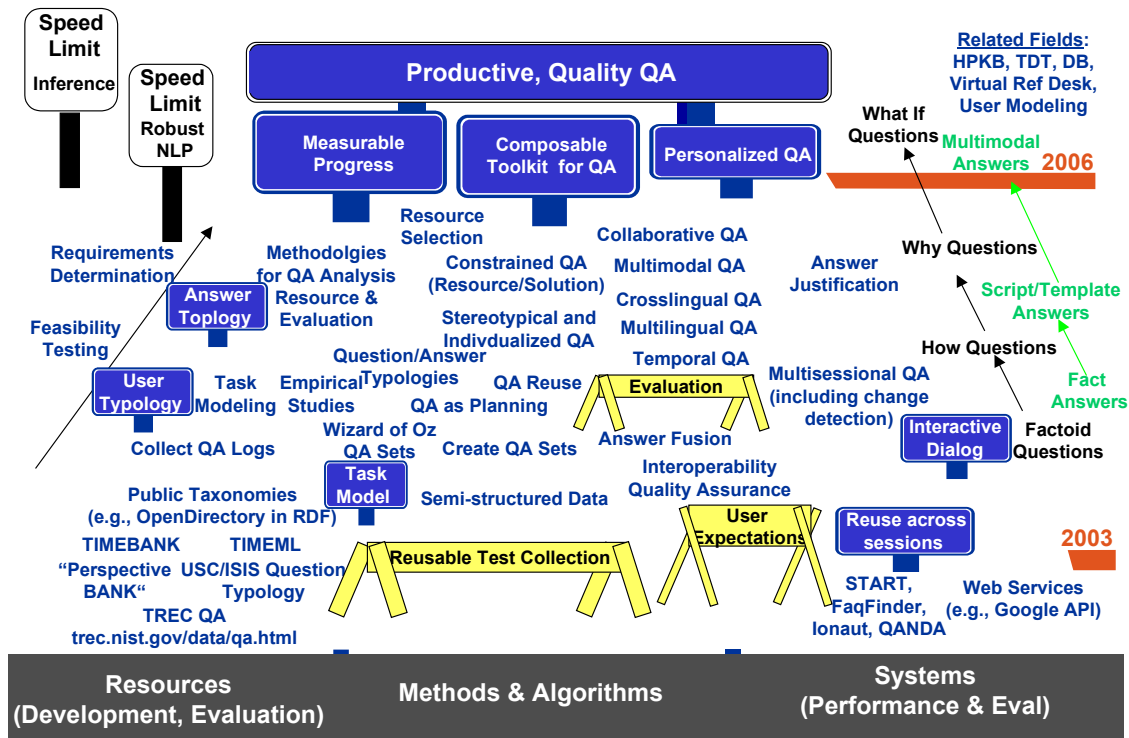 Speed
Limit
Inference
Speed
Limit
Robust
NLP
Productive, Quality QA
Related Fields:
HPKB, TDT, DB,
Virtual Ref Desk,
User Modeling
Measurable
Progress
Composable
Toolkit for QA
Personalized QA
What If
Questions
Multimodal
Answers
2006
Resource
Selection
Requirements
Determination
Methodolgies
for QA Analysis
Resource &
Evaluation
Constrained QA
(Resource/Solution)
Collaborative QA
Multimodal QA
Crosslingual QA
Multilingual QA
Temporal QA
Answer
Justification
Why Questions
Script/Template
Answers
Answer
Toplogy
Feasibility
Testing
Stereotypical and
Indivdualized QA
How Questions
Question/Answer
Typologies
User
Typology
Task
Modeling
Empirical
Studies
QA Reuse
QA as Planning
Evaluation
Multisessional QA
(including change
detection)
Fact
Answers
Factoid
Questions
Interactive
Dialog
Collect QA Logs
Wizard of Oz
QA Sets
Create QA Sets
Answer Fusion
Interoperability
Quality Assurance
Task
Model
Semi-structured Data
Public Taxonomies
(e.g., OpenDirectory in RDF)
User
Expectations
Reuse across
sessions
2003
TIMEBANK
TIMEML
Reusable Test Collection
“Perspective
BANK“
USC/ISIS Question
Typology
START,
FaqFinder,
Ionaut, QANDA
Web Services
(e.g., Google API)
TREC QA
trec.nist.gov/data/qa.html
Resources
(Development, Evaluation)
Methods & Algorithms
Systems
(Performance & Eval)